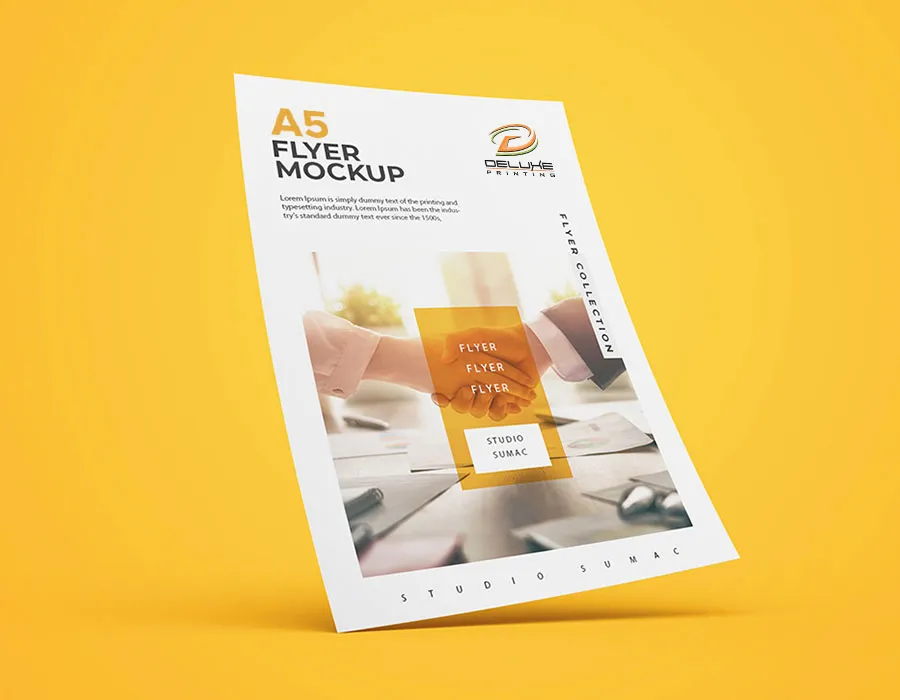 A5
FLYER
MOCKUP
DELUXE
PRINTING
Lorem Ipsum is simply dummy text of the printing and
typesetting industry. Lorem Ipsum has been the indus-
try's standard dummy text ever since the 1500s,
FLYER COLLECTION
FLYER
FLYER
FLYER
STUDIO
SUMAC
STUDIO SUMAC